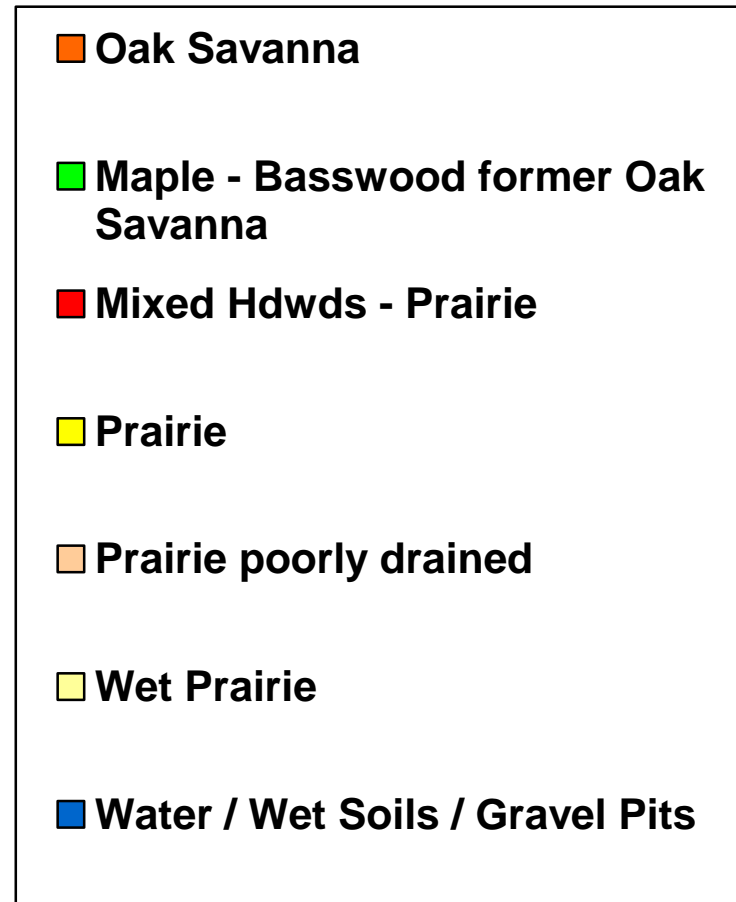 Oak Savanna
Maple - Basswood former Oak
Savanna
Mixed Hdwds - Prairie
Prairie
Prairie poorly drained
Wet Prairie
Water / Wet Soils / Gravel Pits